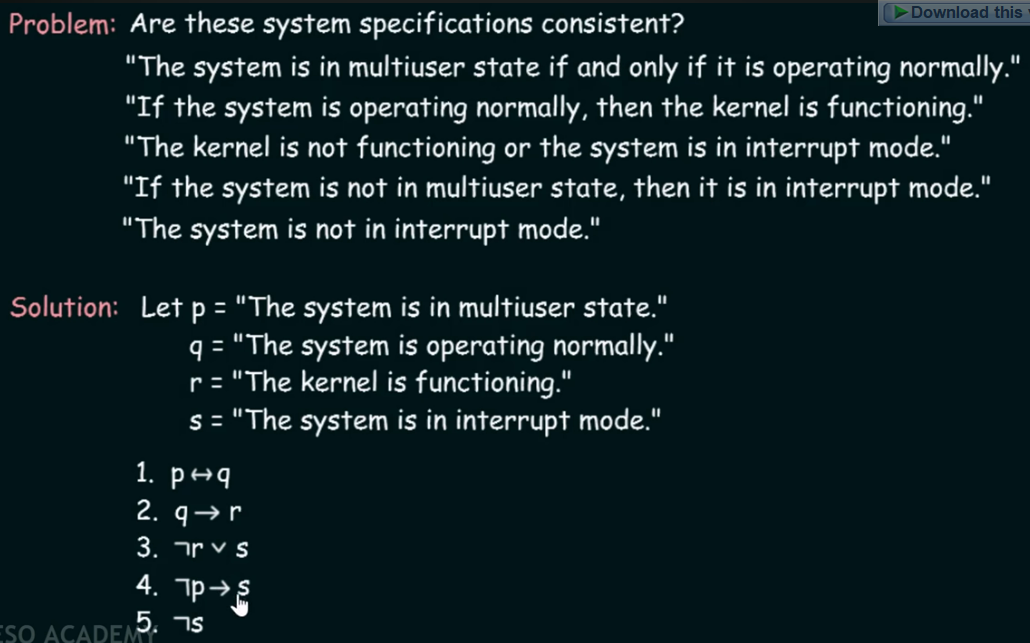 Download this
Problem: Are these system specifications consistent?
"The system is in multiuser state if and only if it is operating normally."
"If the system is operating normally, then the kernel is functioning."
"The kernel is not functioning or the system is in interrupt mode."
"If the system is not in multiuser state, then it is in interrupt mode."
"The system is not in interrupt mode."
Solution: Let p = "The system is in multiuser state."
q = "The system is operating normally."
r = "The kernel is functioning."
s = "The system is in interrupt mode."
1. p↔q
2. q→ r
3. ¬r ∨ s
4. ¬p→ s
5. ¬s
ESO ACADEMY